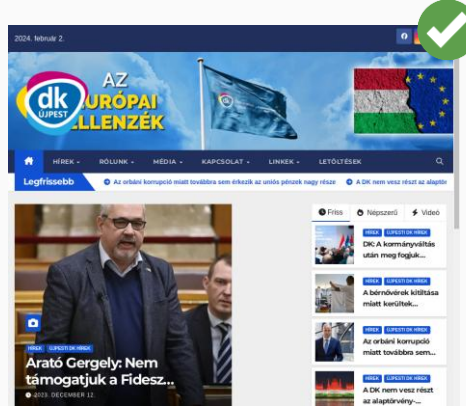 2024. február 2.
AZ
EURÓPAI
ELLENZÉK
dk
ÚJPEST
HÍREK
RÓLUNK
MÉDIA
KAPCSOLAT
LINKEK
LETÖLTÉSEK
Legfrissebb
Az orbáni korrupció miatt továbbra sem érkezik az uniós pénzek nagy része
A DK nem vesz részt az alaptör
Friss
Népszerű
Videó
HÍREK ÚJPESTI DK HÍREK
DK: A kormányváltás
után meg fogjuk...
HÍREK ÚJPESTI DK HÍREK
A bérnővérek kitiltása
miatt kerültek...
HÍREK ÚJPESTI DK HÍREK
Az orbáni korrupció
miatt továbbra sem...
HÍREK ÚJPESTI DK HÍREK
A DK nem vesz részt
az alaptörvény-...
HÍREK ÚJPESTI DK HÍREK
Arató Gergely: Nem
támogatjuk a Fidesz...
2023. DECEMBER 12.